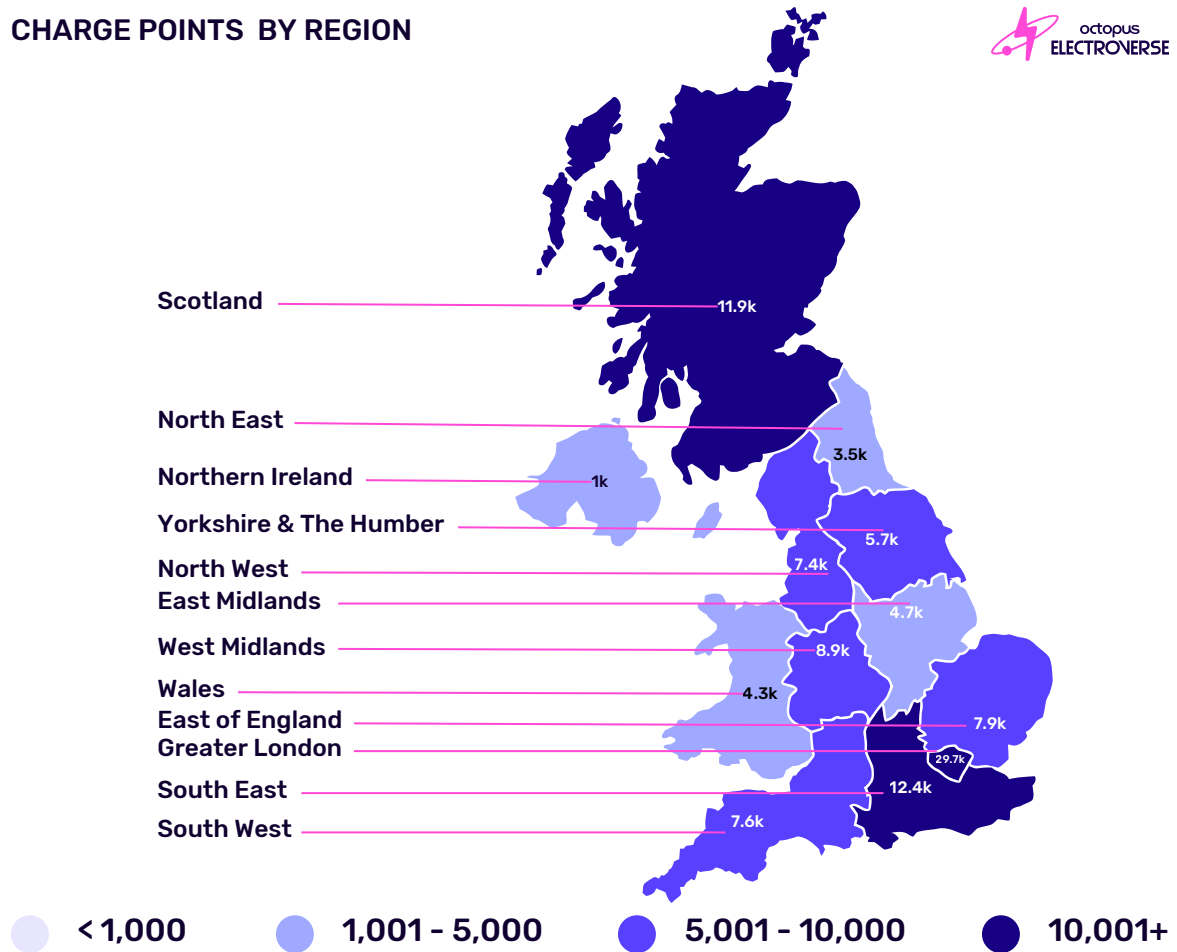 CHARGE POINTS BY REGION
octopus
ELECTROVERSE
Scotland
11.9k
North East
3.5k
Northern Ireland
1k
Yorkshire & The Humber
5.7k
North West
7.4k
East Midlands
4.7k
West Midlands
8.9k
Wales
4.3k
East of England
7.9k
Greater London
29.7k
South East
12.4k
South West
7.6k
< 1,000
1,001 - 5,000
5,001 - 10,000
10,001+